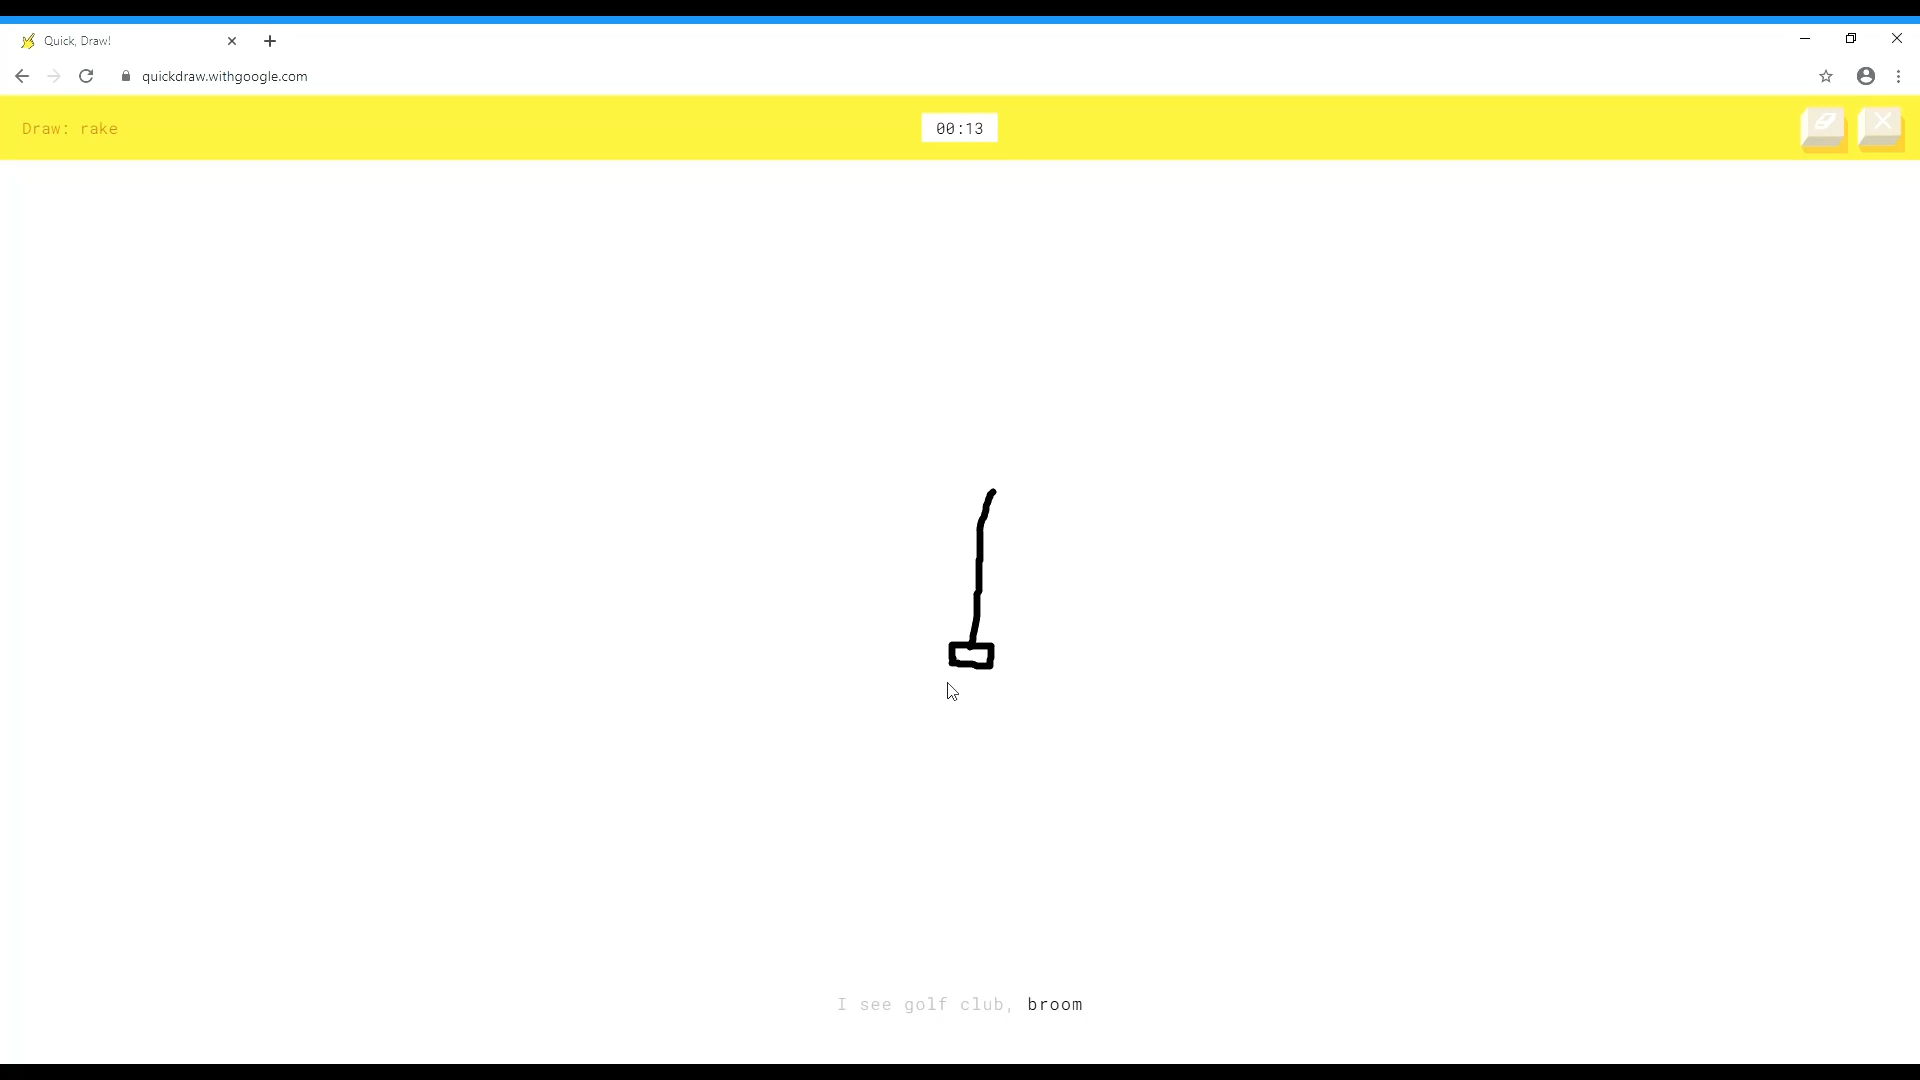 Quick, Draw!
quickdraw.withgoogle.com
Draw: rake
00:13
I see golf club, broom